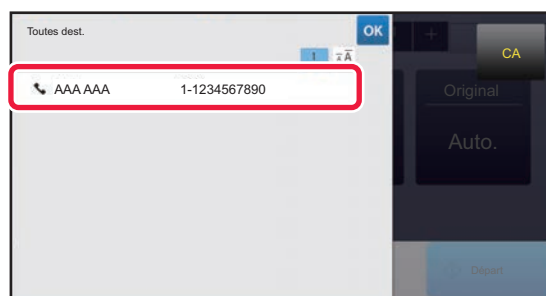 Toutes dest.
OK
CA
AAA AAA
1-1234567890
Original
Auto.
Départ